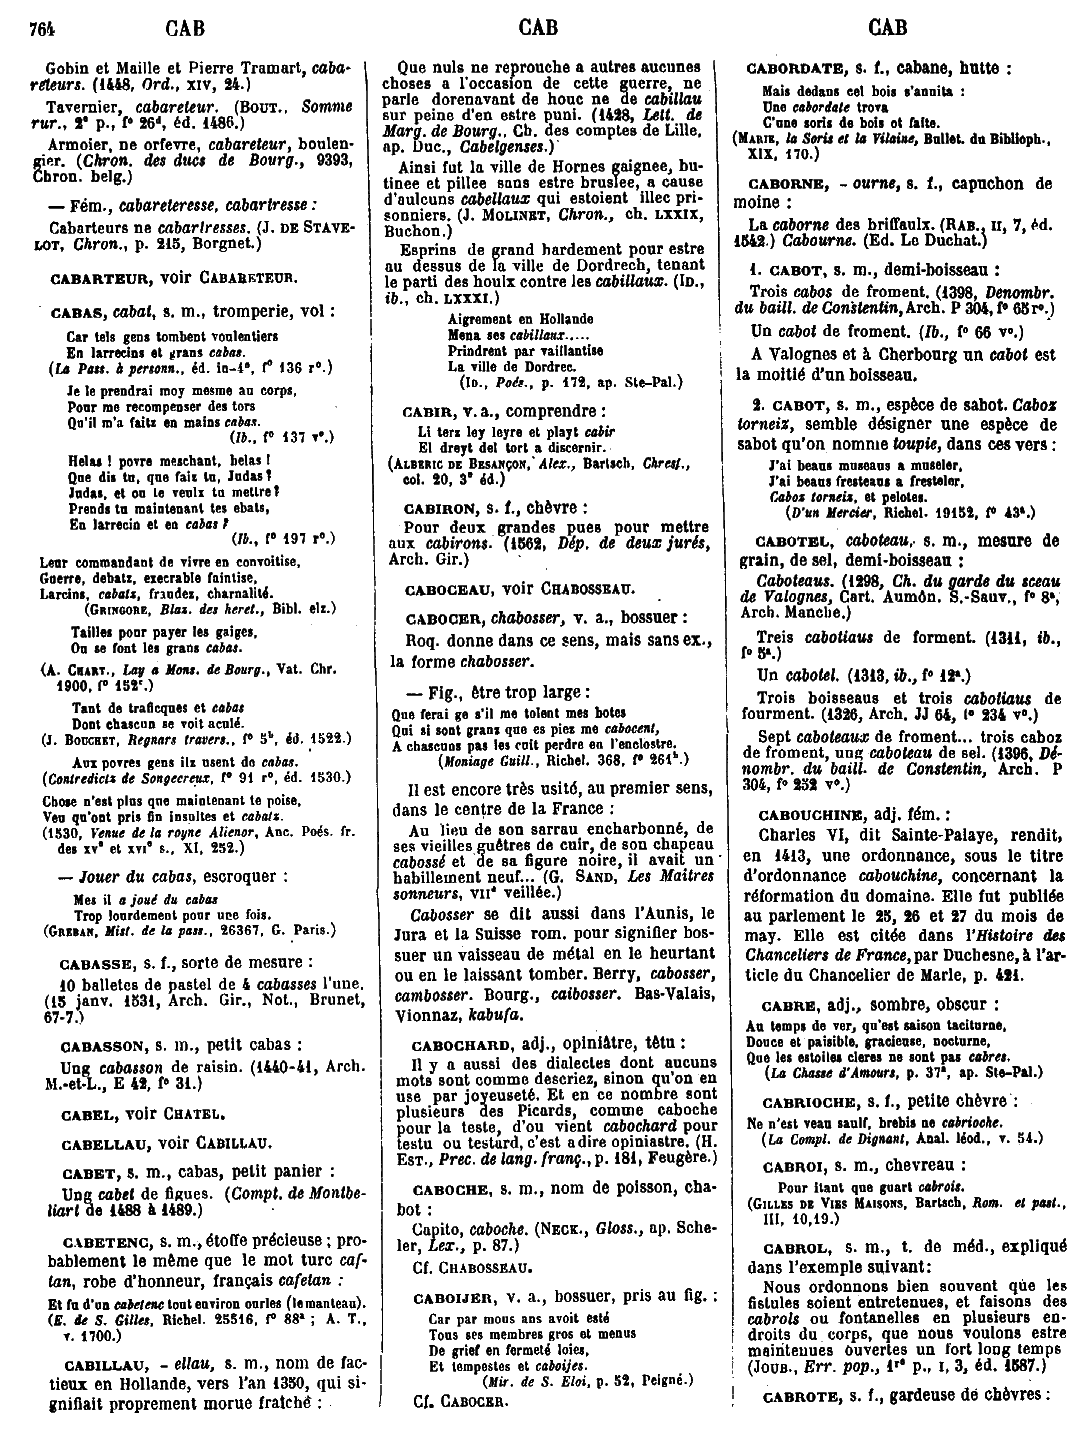 764 CAB CAB CAB
Gobin et Maille et Pierre Tramart, caba-
reteurs. (1448, Ord., XIV, 24.)
Tavernier, cabareteur. (BOUT., Somme
rur., 2e p., fo 26d, éd. 1486.)
Armoier, ne orfevre, cabareteur, boulen-
gier. (Chron. des ducs de Bourg., 9393,
Chron. belg.)
— Fém., cabareteresse, cabartresse :
Cabarteurs ne cabartresses. (J. DE STAVE-
LOT, Chron., p. 215, Borgnet.)
CABARTEUR, voir CABARETEUR.
CABAS, cabat, s. m., tromperie, vol :
Car tels gens tombent voulentiers
En larrecins et grans cabas.
(La Pass. à personn., éd. in-4o, fo 136 ro.)
Je le prendrai moy mesme au corps,
Pour me recompenser des tors
Qu'il m'a faitz en mains cabas.
(Ib., fo 137 vo.)
Helas ! povre meschant, helas !
Que dis tu, que faiz tu, Judas ?
Judas, et ou te veulx tu mettre ?
Prends tu maintenant tes ebats,
En larrecin et en cabas ?
(Ib., fo 197 ro.)
Leur commandant de vivre en convoitise,
Guerre, debatz, execrable faintise,
Larcins, cabatz, fraudez, charnalité.
(GRINGORE, Blaz. des heret., Bibl. elz.)
Tailles pour payer les gaiges,
Ou se font les grans cabas.
(A. CHART., Lay a Mons. de Bourg., Vat. Chr.
1900, fo 152c.)
Tant de traficques et cabas
Dont chascun se voit aculé.
(J. BOUCHET, Regnars travers., fo 5b, éd. 1522.)
Aux povres gens ilz usent de cabas.
(Contredictz de Songecreux, fo 91 ro, éd. 1530.)
Chose n'est plus que maintenant te poise,
Veu qu'ont pris fin insultes et cabatz.
(1530, Venue de la royne Alienor, Anc. Poés. fr.
des XVe et XVIe s., XI, 252.)
— Jouer du cabas, escroquer :
Mes il a joué du cabas
Trop lourdement pour une fois.
(GREBAN, Mist. de la pass., 26367, G. Paris.)
CABASSE, s. f., sorte de mesure :
10 balletes de pastel de 4 cabasses l'une.
(15 janv. 1531, Arch. Gir., Not., Brunet,
67-7.)
CABASSON, s. m., petit cabas :
Ung cabasson de raisin. (1440-41, Arch.
M.-et-L., E 42, fo 31.)
CABEL, voir CHATEL.
CABELLAU, voir CABILLAU.
CABET, s. m., cabas, petit panier :
Ung cabet de figues. (Compt. de Montbe-
liart de 1488 à 1489.)
CABETENC, s. m., étoffe précieuse ; pro-
bablement le même que le mot turc caf-
tan, robe d'honneur, français cafetan :
Et fu d'un cabetenc tout environ ourles (le manteau).
(E. de S. Gilles, Richel. 25516, fo 88a ; A. T.,
v. 1700.)
CABILLAU, - ellau, s. m., nom de fac-
tieux en Hollande, vers l'an 1350, qui si-
gnifiait proprement morue fraîche :
Que nuls ne reprouche a autres aucunes
choses a l'occasion de cette guerre, ne
parle dorenavant de houc ne de cabillau
sur peine d'en estre puni. (1428, Lett. de
Marg. de Bourg., Ch. des comptes de Lille,
ap. Duc., Cabelgenses.)
Ainsi fut la ville de Hornes gaignee, bu-
tinee et pillee sans estre bruslee, a cause
d'aulcuns cabellaux qui estoient illec pri-
sonniers. (J. MOLINET, Chron., ch. LXXIX,
Buchon.)
Esprins de grand hardement pour estre
au dessus de la ville de Dordrech, tenant
le parti des houlx contre les cabillaux. (ID.,
ib., ch. LXXXI.)
Aigrement en Hollande
Mena ses cabillaux.....
Prindrent par vaillantise
La ville de Dordrec.
(ID., Poés., p. 172, ap. Ste-Pal.)
CABIR, v. a., comprendre :
Li terz ley leyre et playt cabir
El dreyt del tort a discernir.
(ALBERIC DE BESANÇON, Alex., Bartsch, Chrest.,
col. 20, 3e éd.)
CABIRON, s. f., chèvre :
Pour deux grandes pues pour mettre
aux cabirons. (1562, Dép. de deux jurés,
Arch. Gir.)
CABOCEAU, voir CHABOSSEAU.
CABOCER, chabosser, v. a., bossuer :
Roq. donne dans ce sens, mais sans ex.,
la forme chabosser.
— Fig., être trop large :
Que ferai ge s'il me tolent mes botes
Qui si sont granz que es piez me cabocent,
A chascuns pas les cuit perdre en l'enclostre.
(Moniage Guill., Richel. 368, fo 261b.)
Il est encore très usité, au premier sens,
dans le centre de la France :
Au lieu de son sarrau encharbonné, de
ses vieilles guêtres de cuir, de son chapeau
cabossé et de sa figure noire, il avait un
habillement neuf... (G. SAND, Les Maîtres
sonneurs, VIIe veillée.)
Cabosser se dit aussi dans l'Aunis, le
Jura et la Suisse rom. pour signifier bos-
suer un vaisseau de métal en le heurtant
ou en le laissant tomber. Berry, cabosser,
cambosser. Bourg., caibosser. Bas-Valais,
Vionnaz, kabufa.
CABOCHARD, adj., opiniâtre, têtu :
Il y a aussi des dialectes dont aucuns
mots sont comme descriez, sinon qu'on en
use par joyeuseté. Et en ce nombre sont
plusieurs des Picards, comme caboche
pour la teste, d'ou vient cabochard pour
testu ou testard, c'est a dire opiniastre. (H.
EST., Prec. de lang. franç., p. 181, Feugère.)
CABOCHE, s. m., nom de poisson, cha-
bot :
Capito, caboche. (NECK., Gloss., ap. Sche-
ler, Lex., p. 87.)
Cf. CHABOSSEAU.
CABOIJER, v. a., bossuer, pris au fig. :
Car par mous ans avoit esté
Tous ses membres gros et menus
De grief en fermeté loies,
Et tempestes et caboijes.
(Mir. de S. Eloi, p. 52, Peigné.)
Cf. CABOCER.
CABORDATE, s. f., cabane, hutte :
Mais dedans cel bois s'annita :
Une cabordate trova
C'une soris de bois ot faite.
(MARIE, la Soris et la Vilaine, Bullet. du Biblioph.,
XIX, 170.)
CABORNE, - ourne, s. f., capuchon de
moine :
La caborne des briffaulx. (RAB., II, 7, éd.
1542.) Cabourne. (Ed. Le Duchat.)
1. CABOT, s. m., demi-boisseau :
Trois cabos de froment. (1398, Denombr.
du baill. de Constentin, Arch. P 304, fo 65 ro.)
Un cabot de froment. (Ib., fo 66 vo.)
A Valognes et à Cherbourg un cabot est
la moitié d'un boisseau.
2. CABOT, s. m., espèce de sabot. Caboz
torneiz, semble désigner une espèce de
sabot qu'on nomme toupie, dans ces vers :
J'ai beaus museaus a museler,
J'ai beaus fresteaus a fresteler,
Caboz torneiz, et pelotes.
(D'un Mercier, Richel. 19152, fo 43a.)
CABOTEL, caboteau, s. m., mesure de
grain, de sel, demi-boisseau :
Caboteaus. (1298, Ch. du garde du sceau
de Valognes, Cart. Aumôn. S.-Sauv., fo 8a,
Arch. Manche.)
Treis cabotiaus de forment. (1311, ib.,
fo 5a.)
Un cabotel. (1313, ib., fo 12a.)
Trois boisseaus et trois cabotiaus de
fourment. (1326, Arch. JJ 64, fo 234 vo.)
Sept caboteaux de froment... trois caboz
de froment, ung caboteau de sel. (1396, Dé-
nombr. du baill. de Constentin, Arch. P
304, fo 252 vo.)
CABOUCHINE, adj. fém. :
Charles VI, dit Sainte-Palaye, rendit,
en 1413, une ordonnance, sous le titre
d'ordonnance cabouchine, concernant la
réformation du domaine. Elle fut publiée
au parlement le 25, 26 et 27 du mois de
may. Elle est citée dans l'Histoire des
Chanceliers de France, par Duchesne, à l'ar-
ticle du Chancelier de Marle, p. 421.
CABRE, adj., sombre, obscur :
Au temps de ver, qu'est saison taciturne,
Douce et paisible, gracieuse, nocturne,
Que les estoiles cleres ne sont pas cabres.
(La Chasse d'Amours, p. 37a, ap. Ste-Pal.)
CABRIOCHE, s. f., petite chèvre :
Ne n'est veau saulf, brebis ne cabrioche.
(La Compl. de Dignant, Anal. léod., v. 54.)
CABROI, s. m., chevreau :
Pour itant que guart cabrois.
(GILLES DE VIES MAISONS, Bartsch, Rom. et past.,
III, 10,19.)
CABROL, s. m., t. de méd., expliqué
dans l'exemple suivant:
Nous ordonnons bien souvent que les
fistules soient entretenues, et faisons des
cabrols ou fontanelles en plusieurs en-
droits du corps, que nous voulons estre
maintenues ouvertes un fort long temps
(JOUB., Err. pop., 1re p., I, 3, éd. 1587.)
CABROTE, s. f., gardeuse de chèvres :